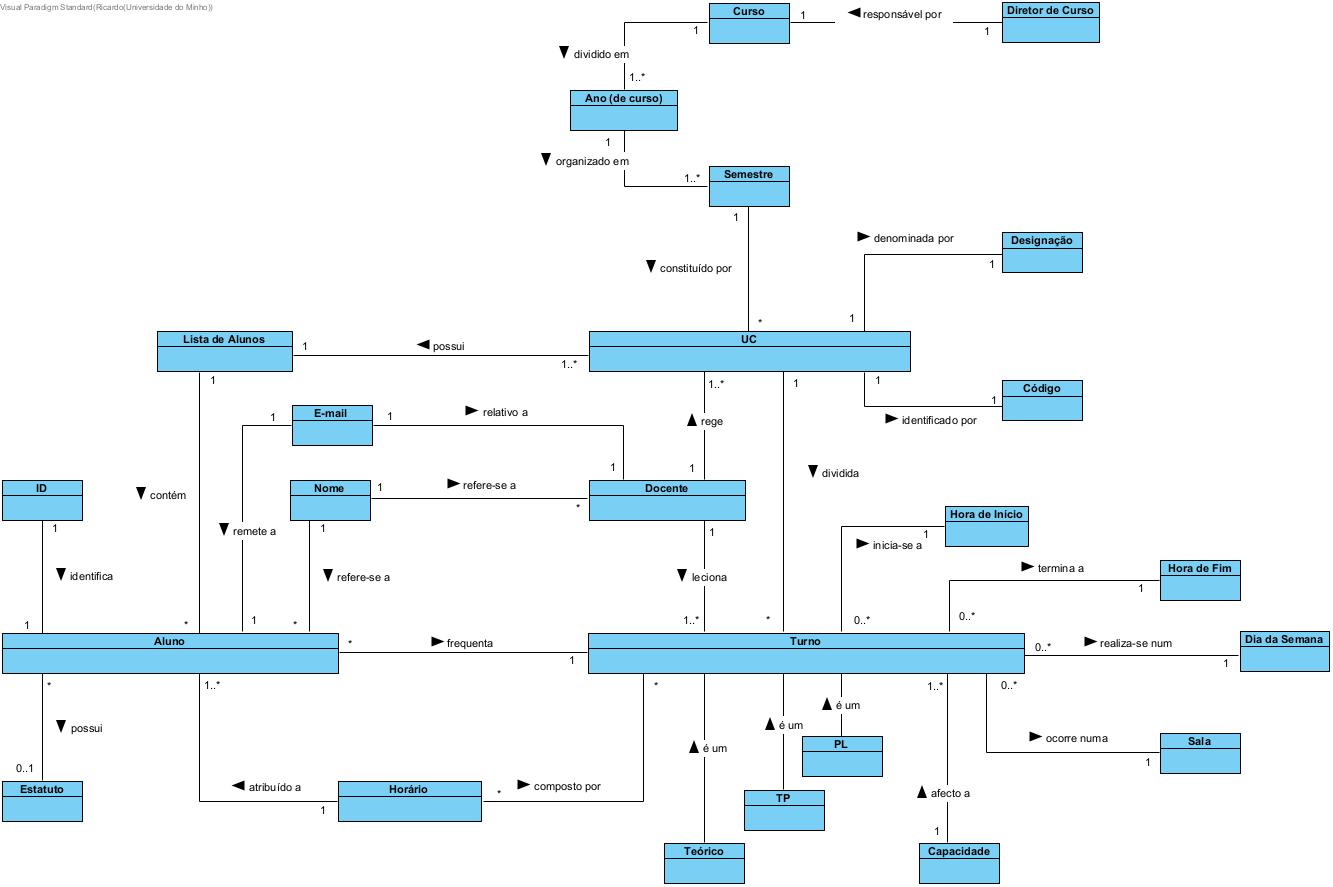 Visual Paradigm Standard(Ricardo(Universidade do Minho))
Curso
1
responsável por
1
Diretor de Curso
1
dividido em
1..*
Ano (de curso)
1
organizado em
1..*
Semestre
1
constituído por
*
denominada por
1
Designação
1
Lista de Alunos
1
possui
1..*
UC
1
1..*
1
1
Código
1
identificado por
E-mail
1
1
relativo a
1
rege
1
dividida
ID
1
contém
Nome
1
refere-se a
*
Docente
1
remete a
1
Hora de Início
1
inicia-se a
identifica
refere-se a
leciona
termina a
Hora de Fim
1
1
*
1
*
1..*
*
0..*
0..*
Aluno
*
frequenta
1
Turno
0..*
realiza-se num
1
Dia da Semana
*
1..*
*
1..*
0..*
possui
é um
é um
é um
PL
ocorre numa
1
Sala
0..1
Estatuto
atribuído a
1
Horário
*
composto por
TP
afecto a
1
Teórico
Capacidade